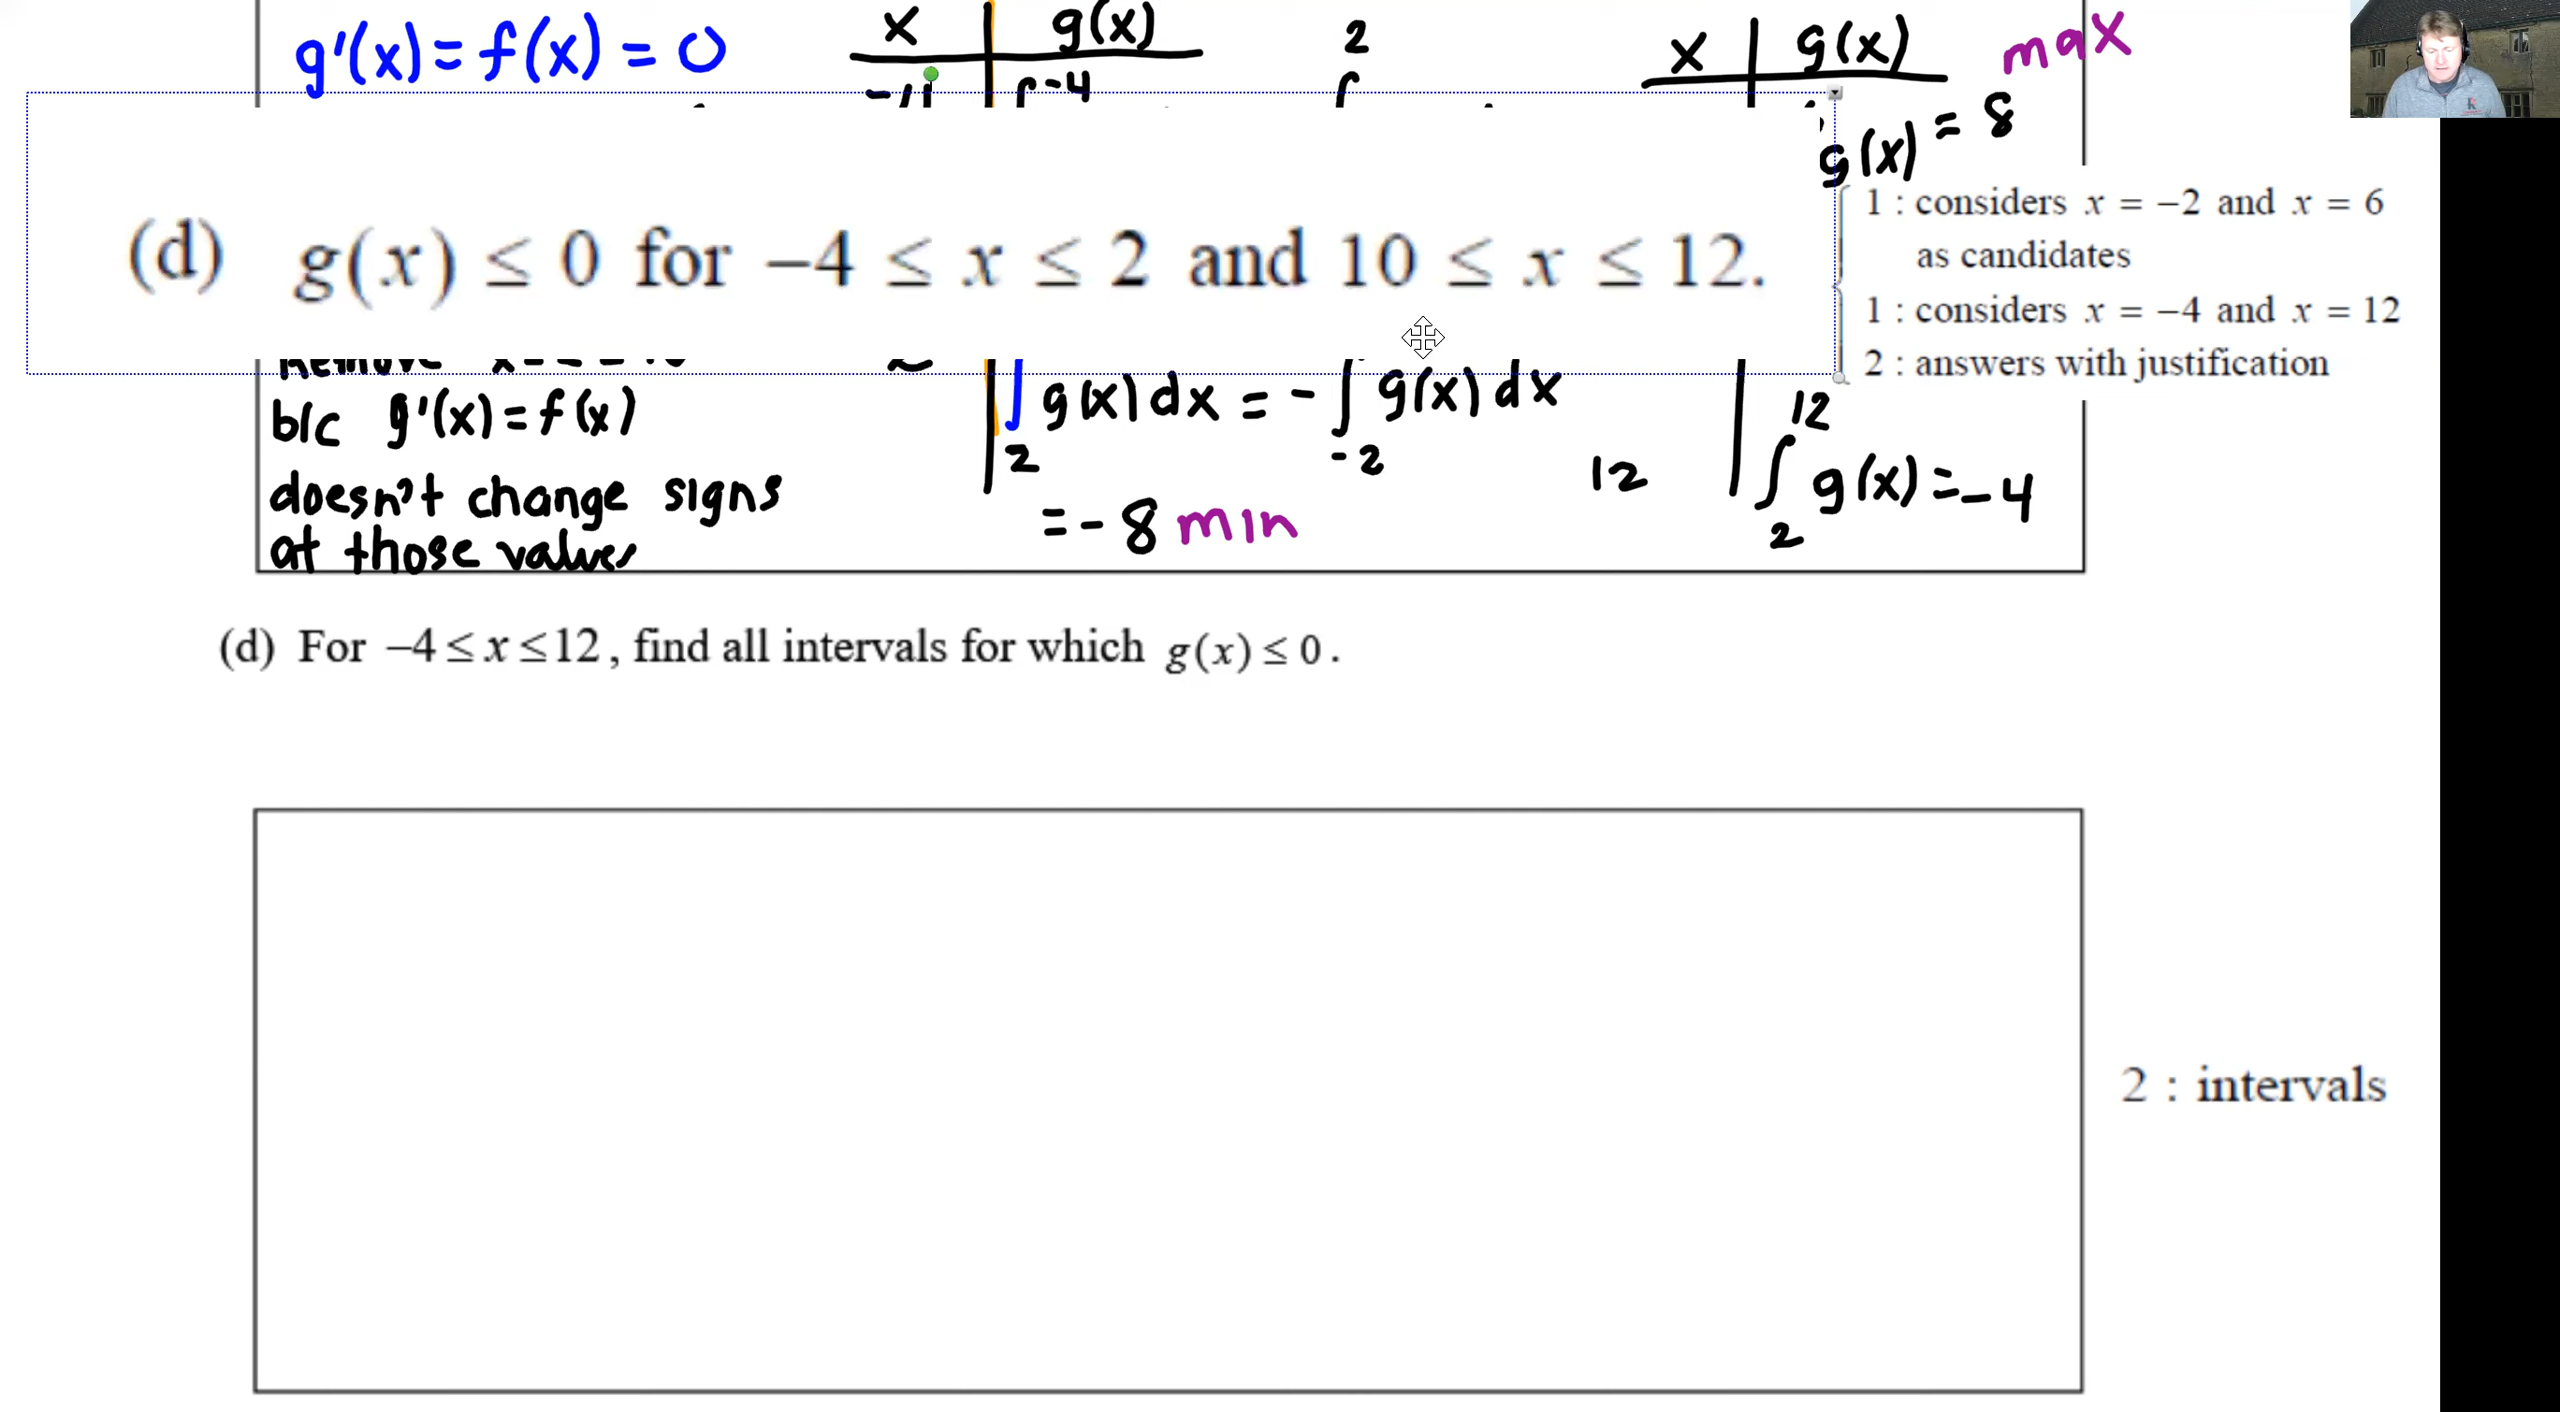 g'(x) = f(x) = 0
x g(x)
2
x g(x) max
-4
g(x) = 8
(d) g(x) ≤ 0 for −4 ≤ x ≤ 2 and 10 ≤ x ≤ 12.
1 : considers x = −2 and x = 6
as candidates
1 : considers x = −4 and x = 12
2 : answers with justification
b/c g'(x) = f(x)
doesn't change signs
at those values
∫ g(x) dx = - ∫ g(x) dx
2 -2
= - 8 min
12
12
∫ g(x) = -4
2
(d) For −4 ≤ x ≤ 12, find all intervals for which g(x) ≤ 0.
2 : intervals